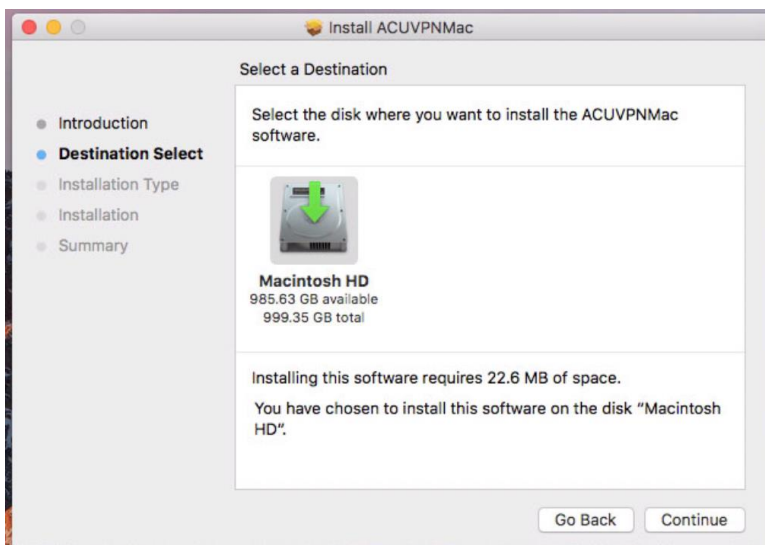 Install ACUVPNMac
Select a Destination
Introduction
Destination Select
Installation Type
Installation
Summary
Select the disk where you want to install the ACUVPNMac
software.
Macintosh HD
985.63 GB available
999.35 GB total
Installing this software requires 22.6 MB of space.
You have chosen to install this software on the disk “Macintosh
HD”.
Go Back
Continue